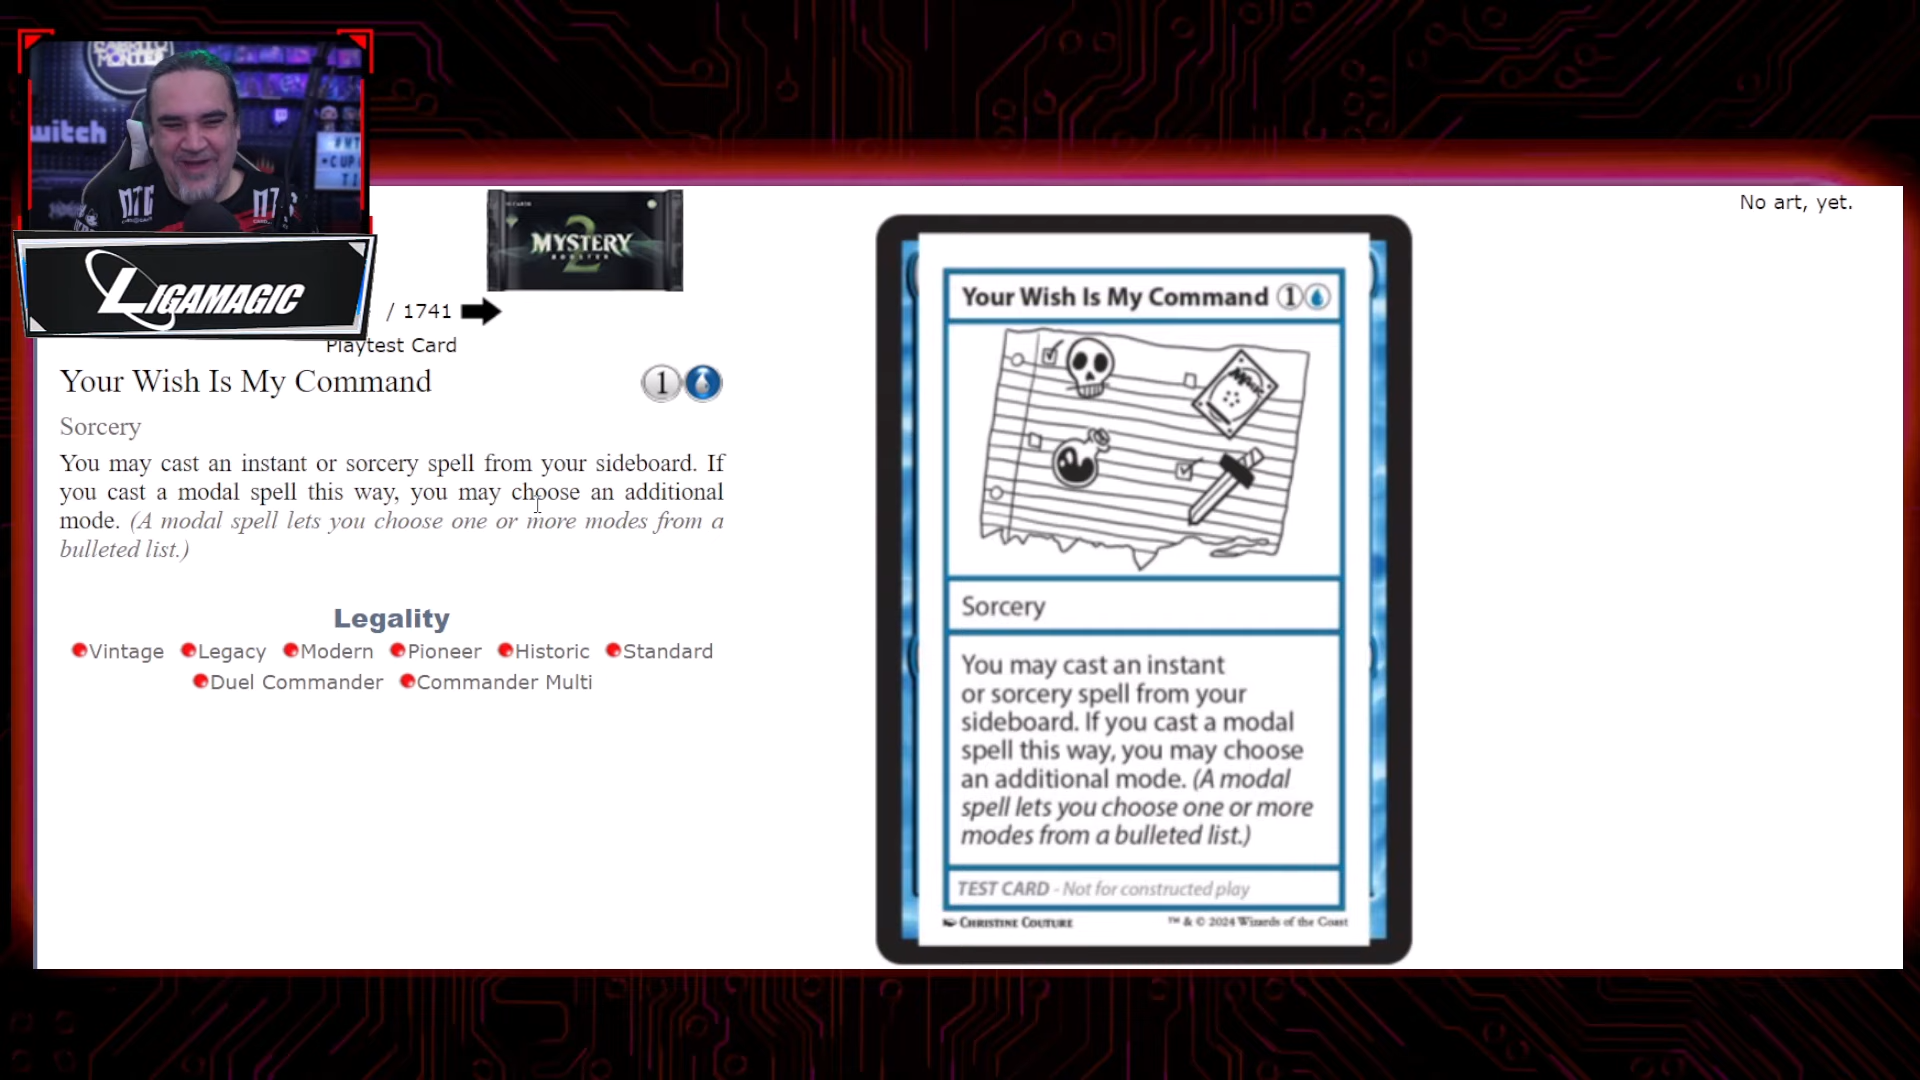 witch
MTG
LIGAMAGIC
MYSTERY
2
BOOSTER
No art, yet.
/ 1741
Playtest Card
Your Wish Is My Command 1
Sorcery
You may cast an instant or sorcery spell from your sideboard. If
you cast a modal spell this way, you may choose an additional
mode. (A modal spell lets you choose one or more modes from a
bulleted list.)
Legality
Vintage Legacy Modern Pioneer Historic Standard
Duel Commander Commander Multi
Your Wish Is My Command 1
Sorcery
You may cast an instant
or sorcery spell from your
sideboard. If you cast a modal
spell this way, you may choose
an additional mode. (A modal
spell lets you choose one or more
modes from a bulleted list.)
TEST CARD - Not for constructed play
CHRISTINE COUTURE ™ & © 2024 Wizards of the Coast